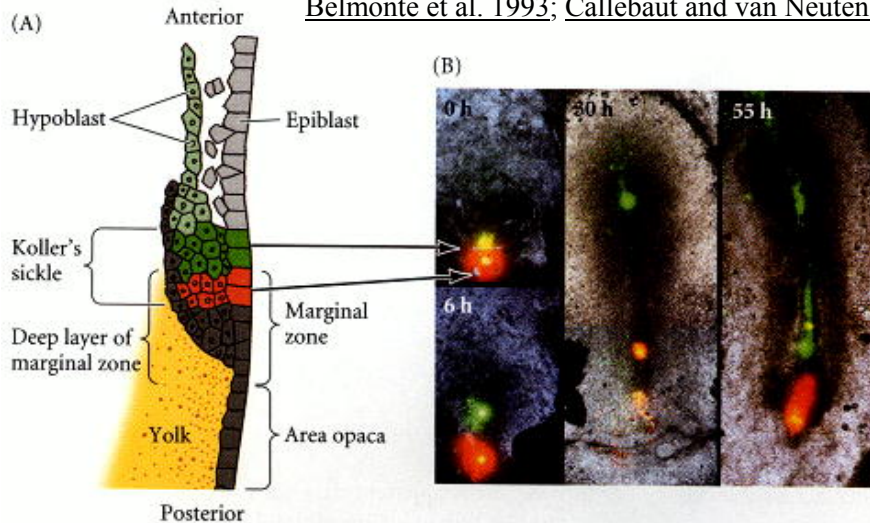 Belmonte et al. 1993; Callebaut and van Neuten
(A)
Anterior
Hypoblast
Epiblast
Koller's
sickle
Deep layer of
marginal zone
Marginal
zone
Yolk
Area opaca
Posterior
(B)
0 h
30 h
55 h
6 h